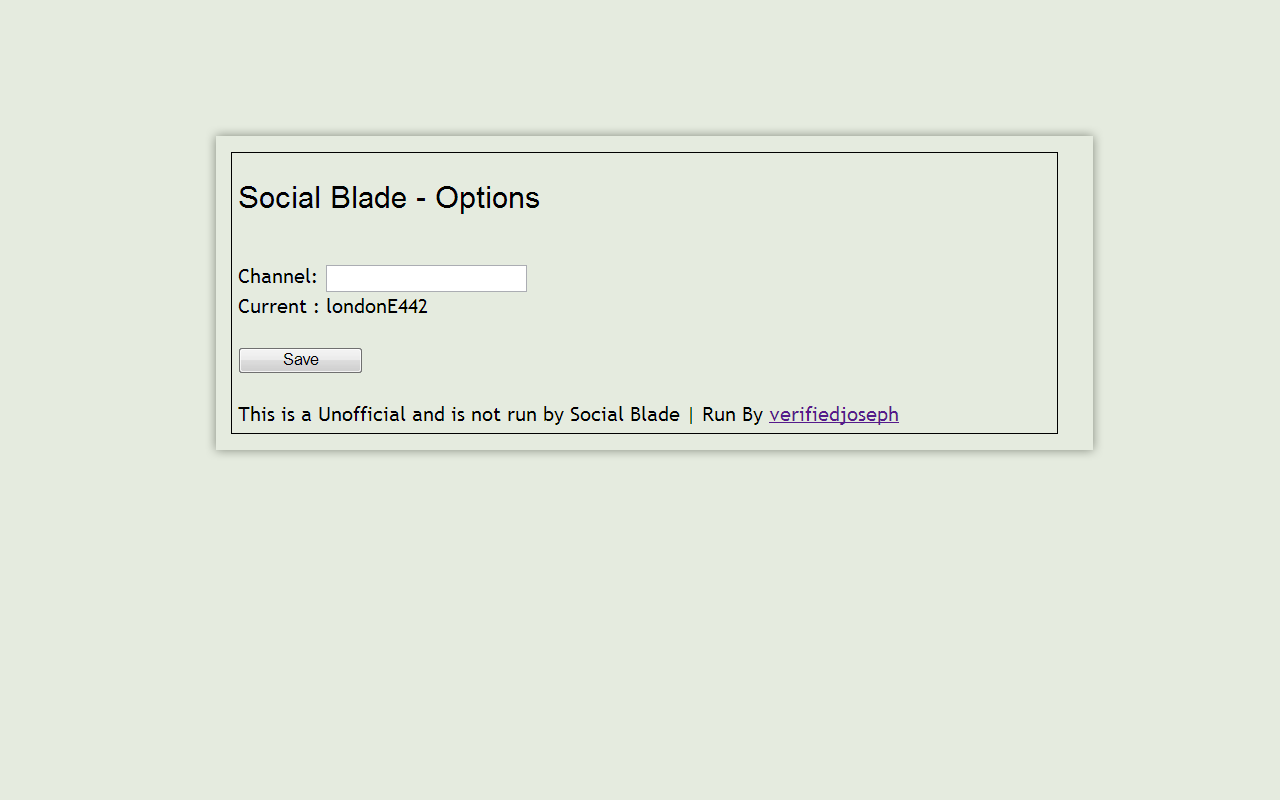 Social Blade - Options
Channel:
Current : londonE442
Save
This is a Unofficial and is not run by Social Blade | Run By verifiedjoseph